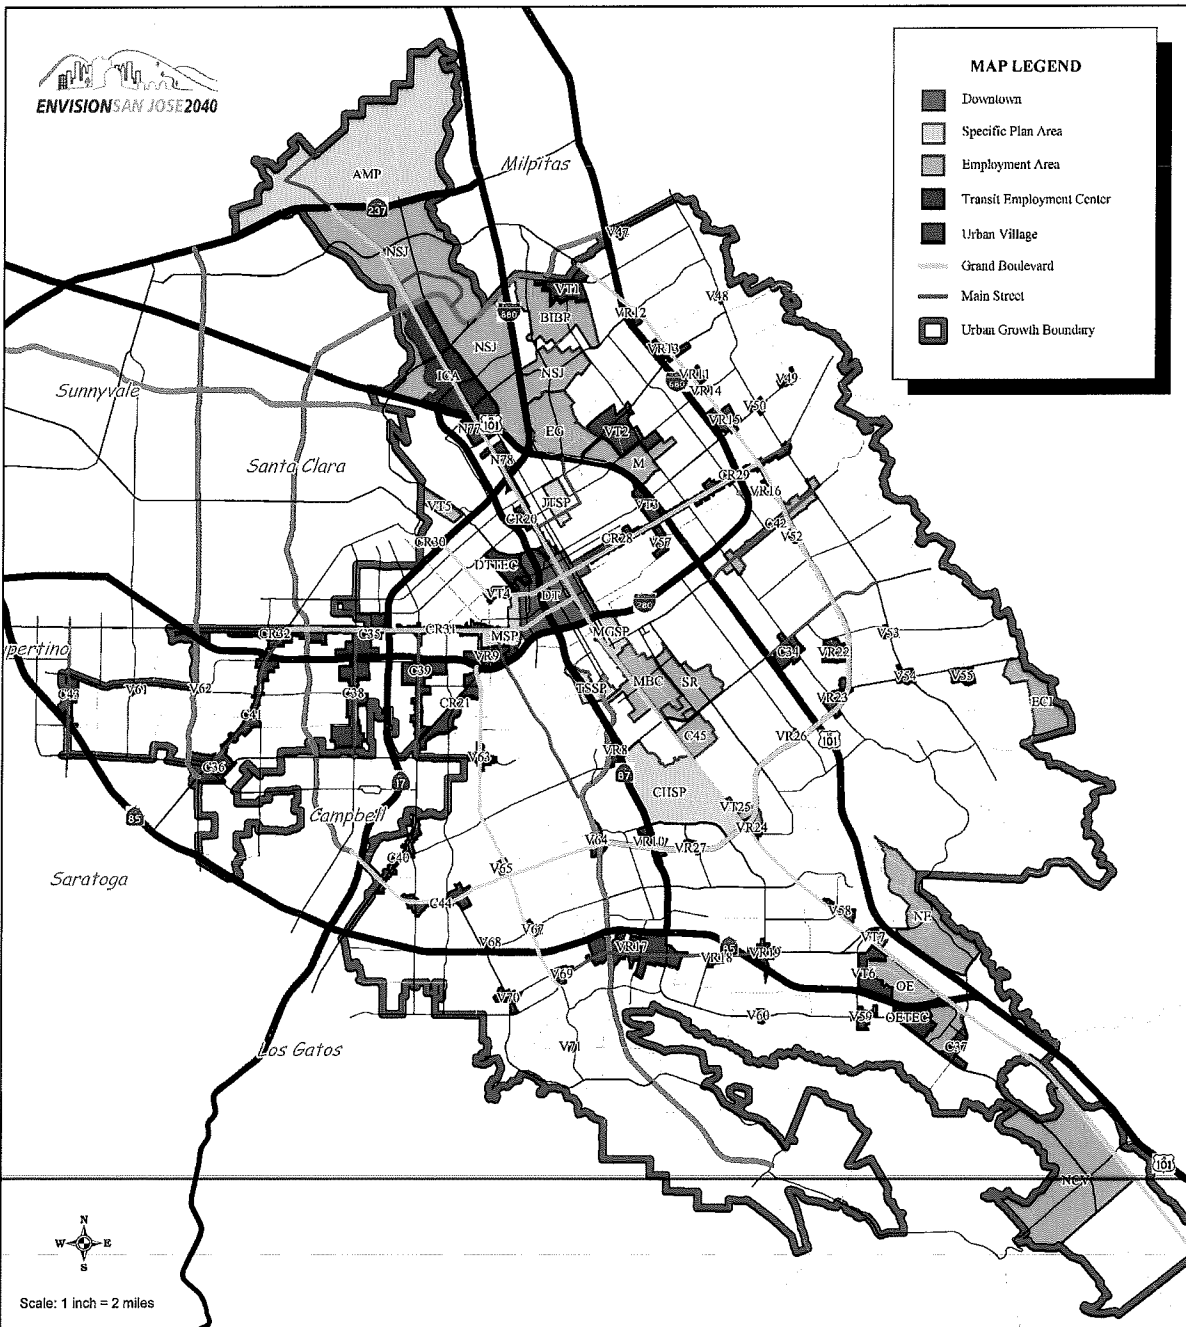 ENVISIONSAN JOSE2040
MAP LEGEND
Downtown
Specific Plan Area
Employment Area
Transit Employment Center
Urban Village
Grand Boulevard
Main Street
Urban Growth Boundary
Milpitas
AMP
237
V47
NSJ
VT1
V48
880
BIBP
VR12
NSJ
VR13
NSJ
VR11
ICA
680
VR14
V49
Sunnyvale
V50
N77
101
EG
VT2
VR15
Santa Clara
N78
M
CR29
VR16
VT5
JTSP
VT3
CR20
C42
V52
CR30
CR28
V57
DTTEC
VT4
DT
280
CR32
C35
CR31
MSP
MGSP
V53
pertino
VR9
C34
VR22
C39
V54
V55
C43
V61
V62
C38
CR21
TSSP
MBC
SR
VR23
ECI
C41
C45
VR26
101
V63
VR8
C36
17
87
CHSP
VT25
85
Campbell
VR24
V64
VR10
VR27
C40
V65
Saratoga
C44
V58
NE
V67
V68
VR17
85
VT7
VR18
VR19
V69
VT6
OE
V70
V60
V59
OETEC
Los Gatos
V71
C37
101
NCV
N
W E
S
Scale: 1 inch = 2 miles